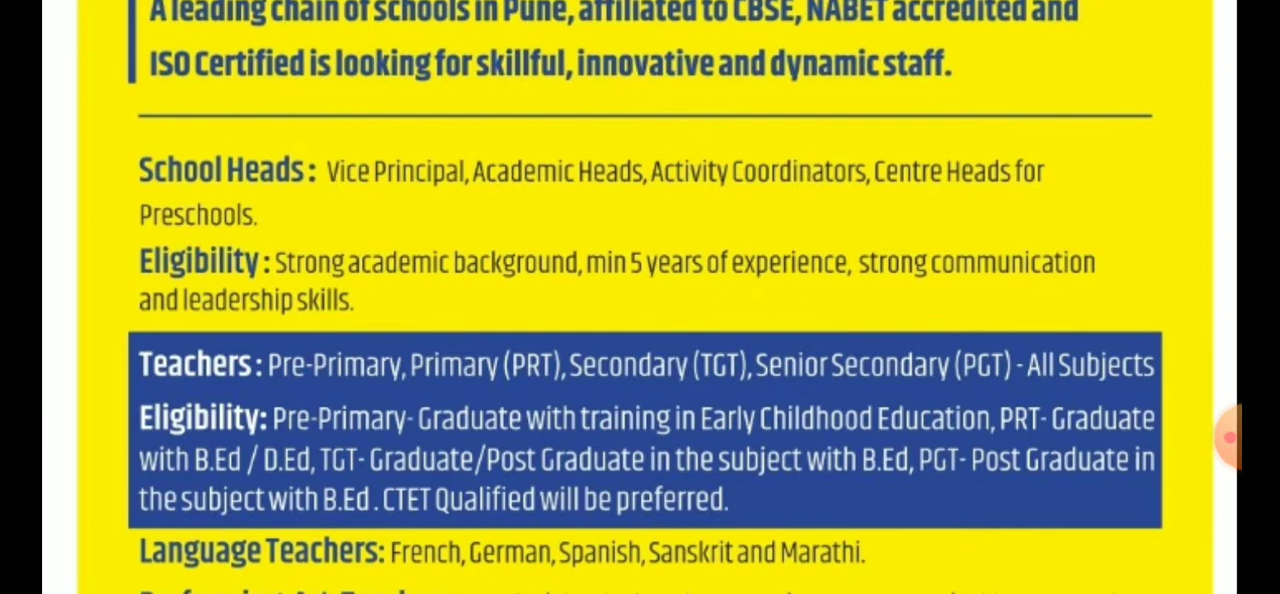 A leading chain of schools in Pune, affiliated to CBSE, NABET accredited and
ISO Certified is looking for skillful, innovative and dynamic staff.
School Heads : Vice Principal, Academic Heads, Activity Coordinators, Centre Heads for
Preschools.
Eligibility : Strong academic background, min 5 years of experience, strong communication
and leadership skills.
Teachers : Pre-Primary, Primary (PRT), Secondary (TGT), Senior Secondary (PGT) - All Subjects
Eligibility: Pre-Primary- Graduate with training in Early Childhood Education, PRT- Graduate
with B.Ed / D.Ed, TGT- Graduate/Post Graduate in the subject with B.Ed, PGT- Post Graduate in
the subject with B.Ed . CTET Qualified will be preferred.
Language Teachers: French, German, Spanish, Sanskrit and Marathi.